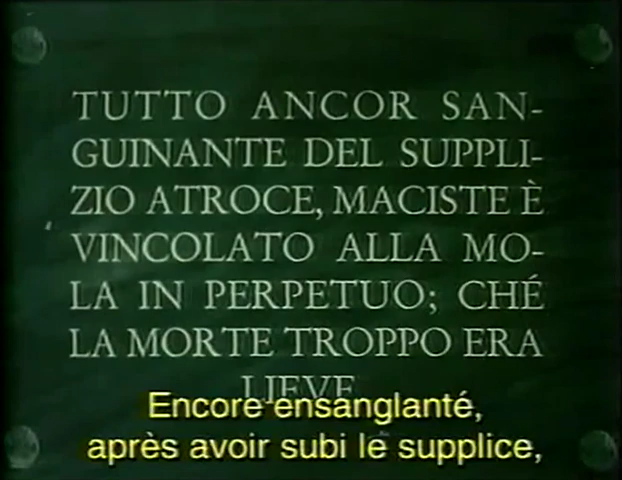 TUTTO ANCOR SAN-
GUINANTE DEL SUPPLI-
ZIO ATROCE, MACISTE È
VINCOLATO ALLA MO-
LA IN PERPETUO; CHÉ
LA MORTE TROPPO ERA
LIEVE
Encore ensanglanté,
après avoir subi le supplice,